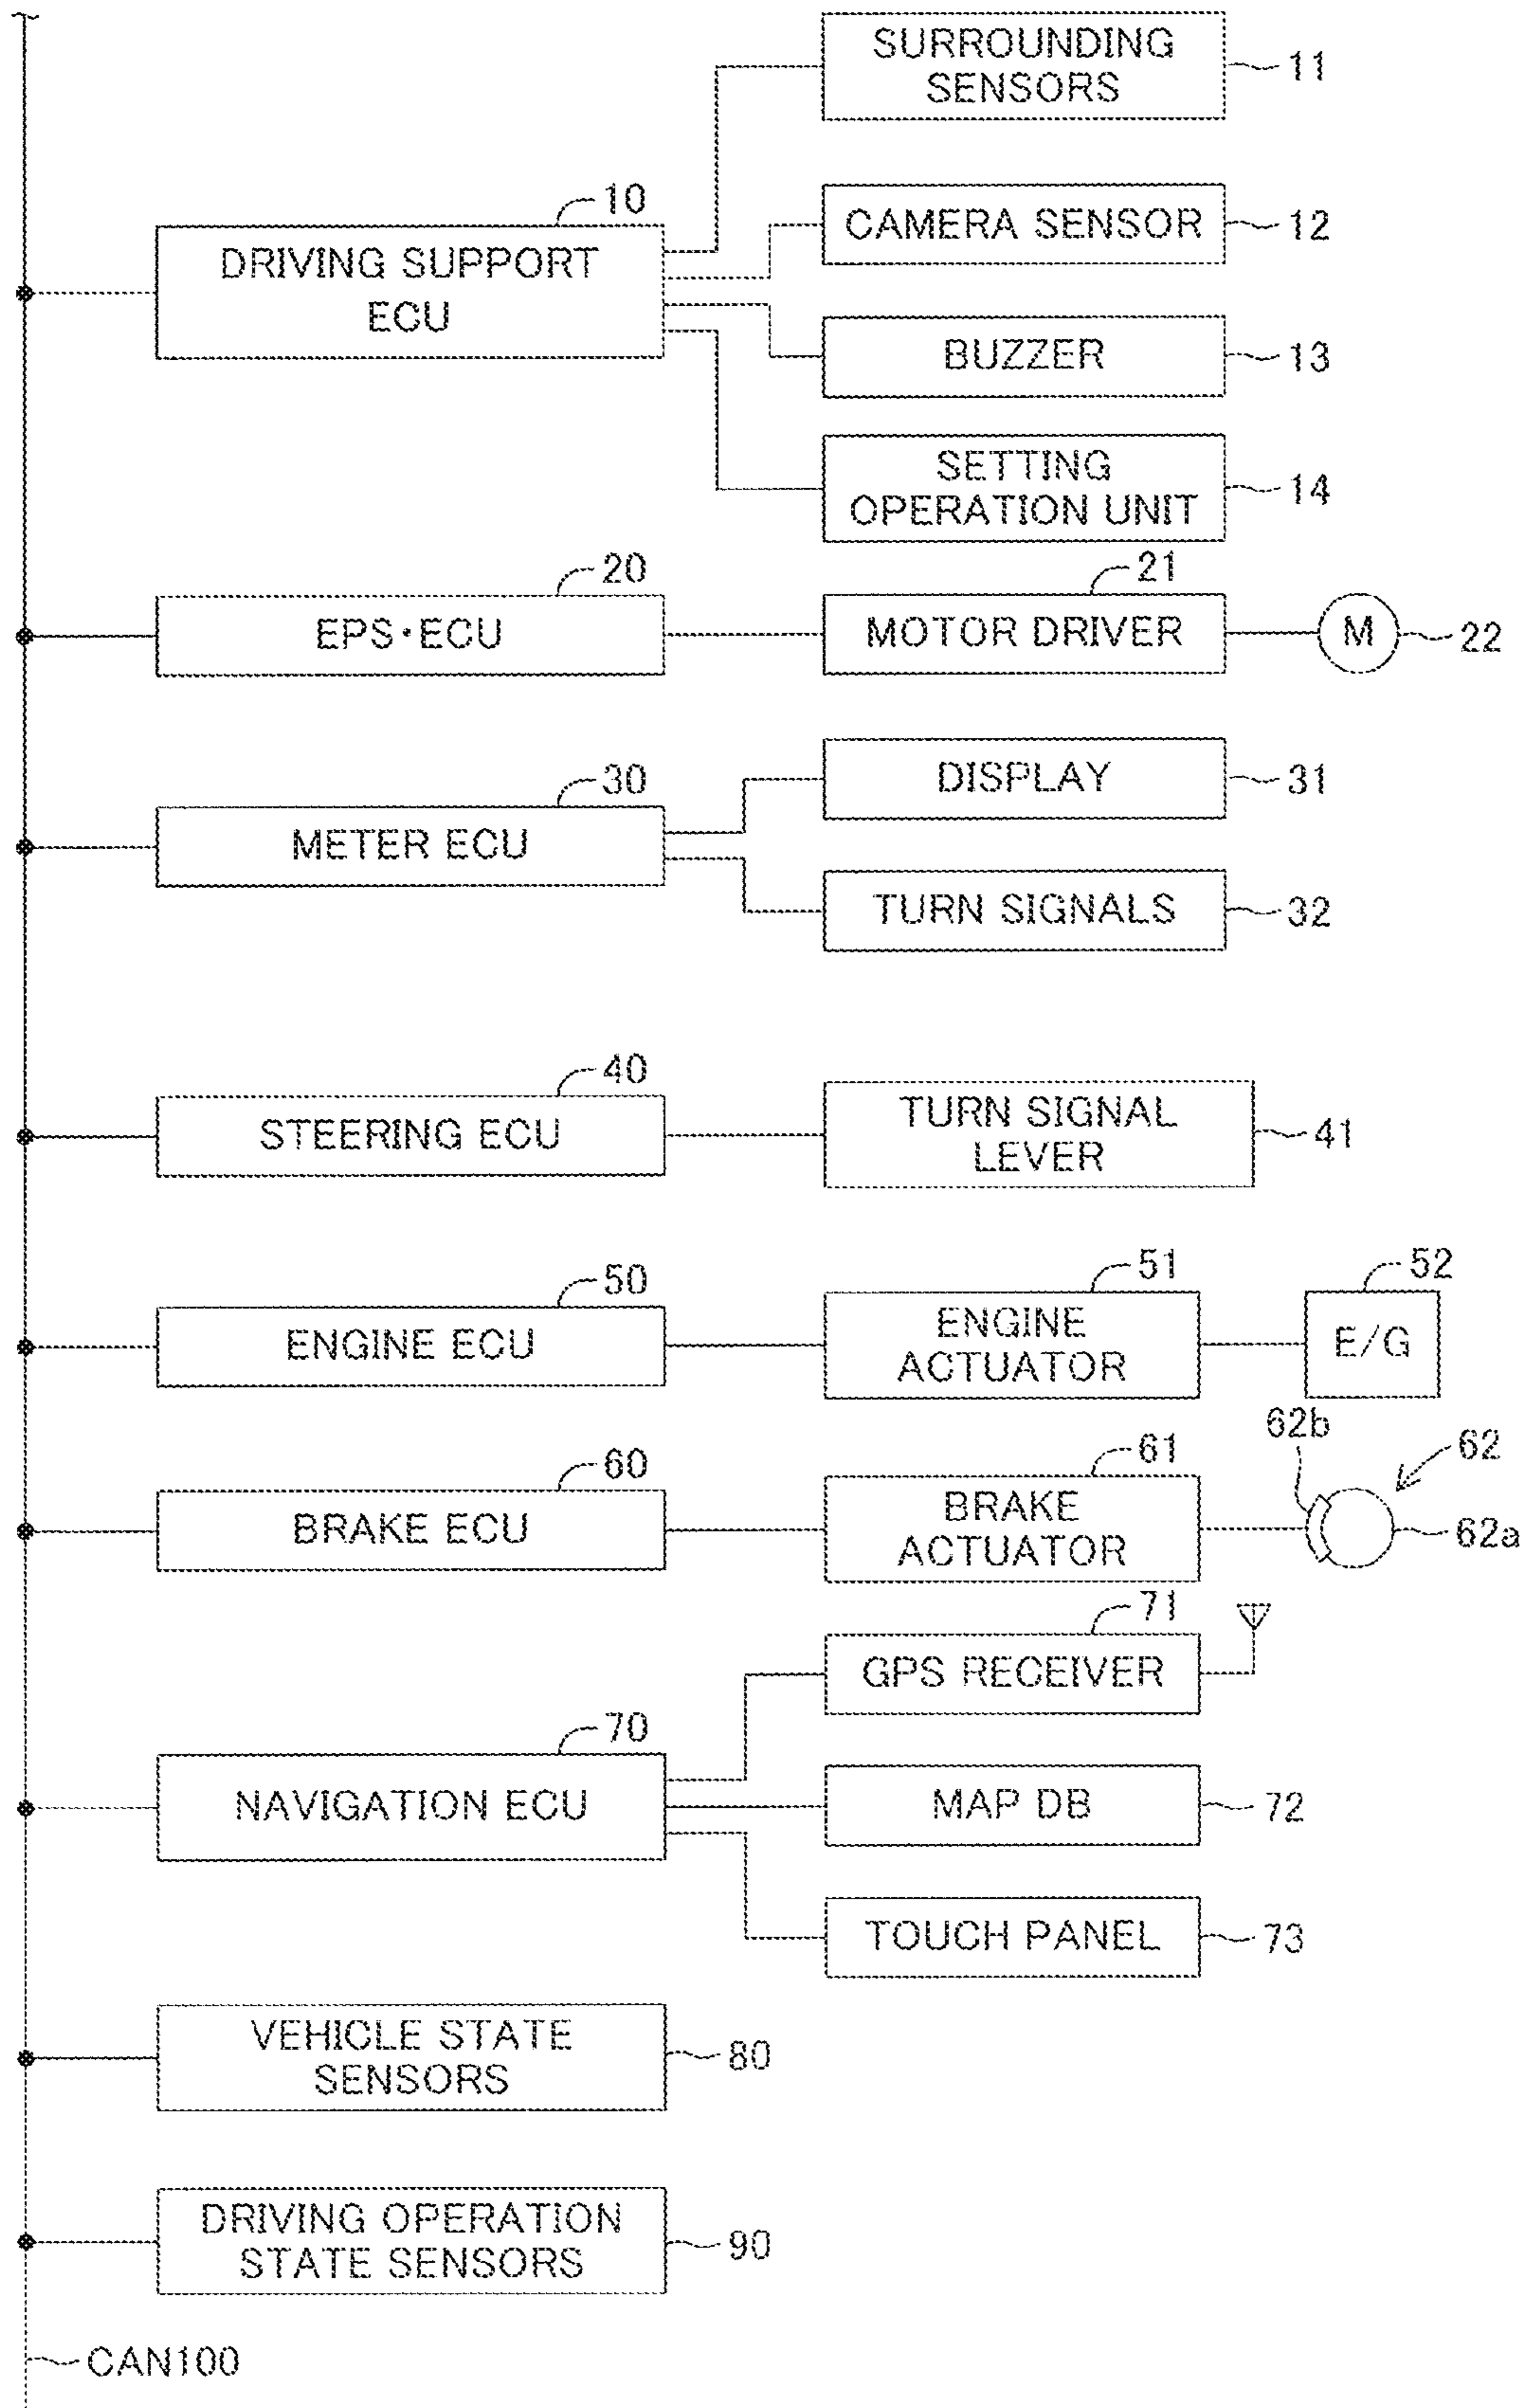 SURROUNDING
SENSORS
11
10
DRIVING SUPPORT
ECU
CAMERA SENSOR
12
BUZZER
13
SETTING
OPERATION UNIT
14
20
EPS・ECU
21
MOTOR DRIVER
M
22
30
METER ECU
DISPLAY
31
TURN SIGNALS
32
40
STEERING ECU
TURN SIGNAL
LEVER
41
50
ENGINE ECU
51
ENGINE
ACTUATOR
52
E/G
60
BRAKE ECU
61
BRAKE
ACTUATOR
62b
62
62a
70
NAVIGATION ECU
71
GPS RECEIVER
MAP DB
72
TOUCH PANEL
73
VEHICLE STATE
SENSORS
80
DRIVING OPERATION
STATE SENSORS
90
CAN100